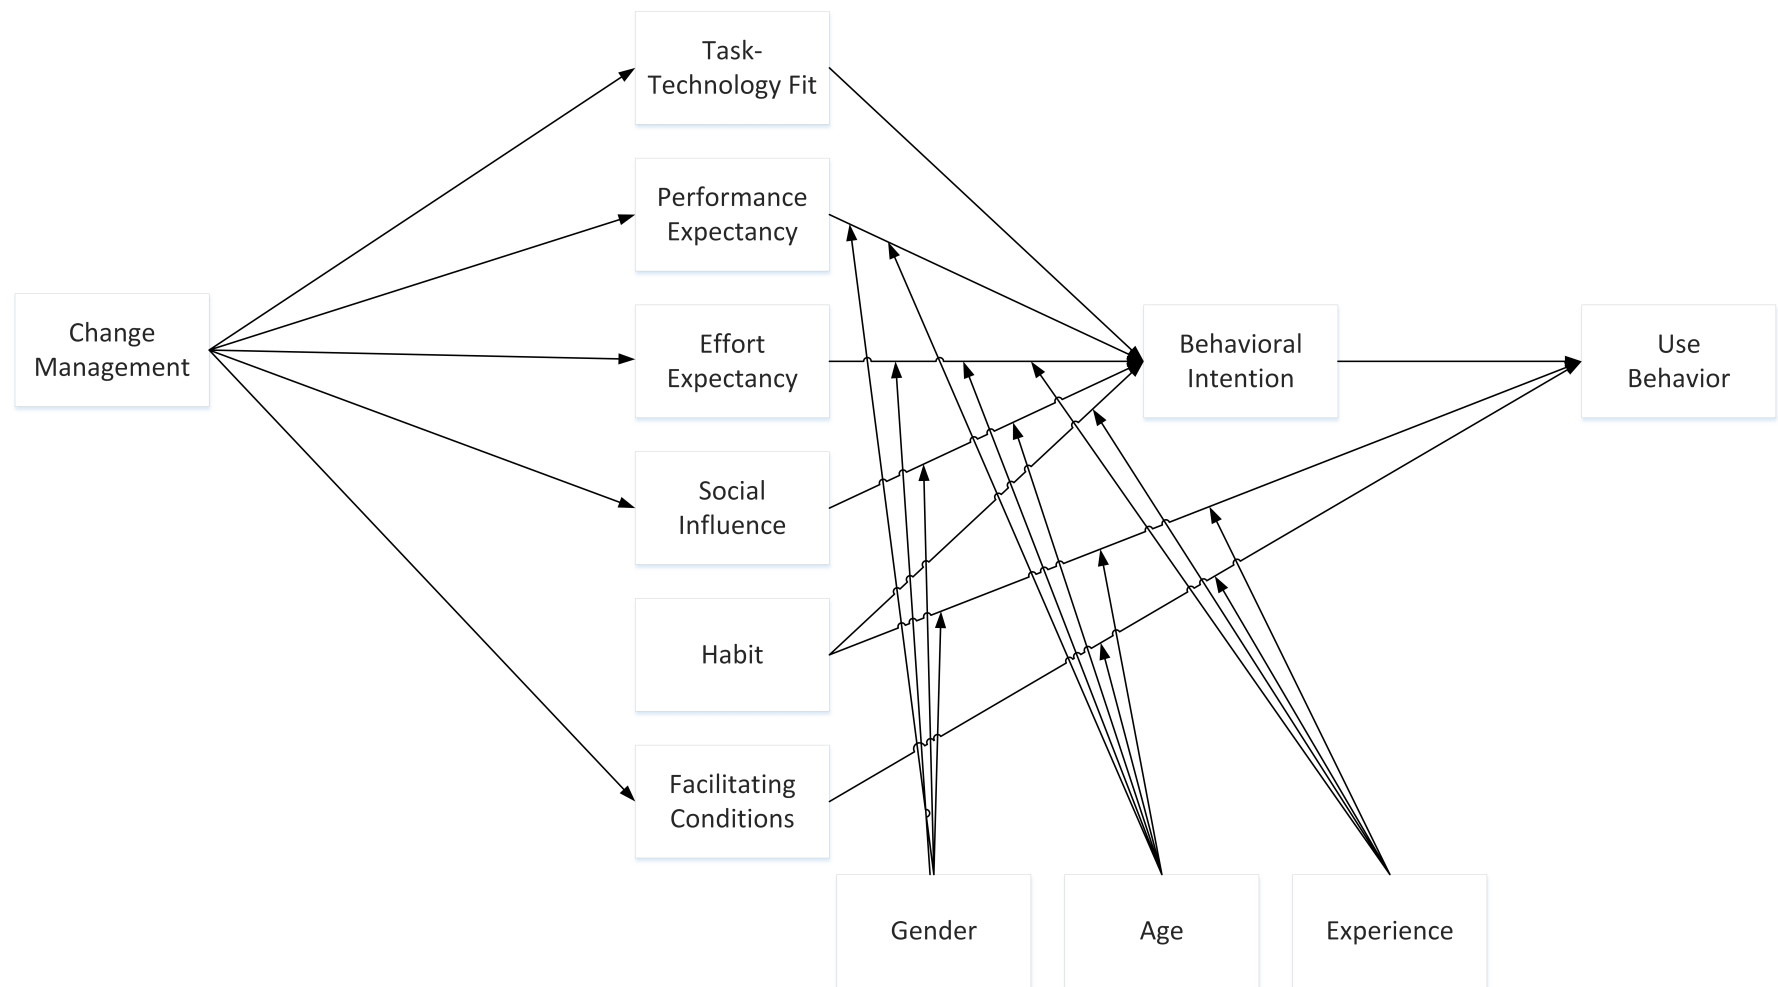 Task-
Technology Fit
Performance
Expectancy
Change
Management
Effort
Expectancy
Behavioral
Intention
Use
Behavior
Social
Influence
Habit
Facilitating
Conditions
Gender
Age
Experience